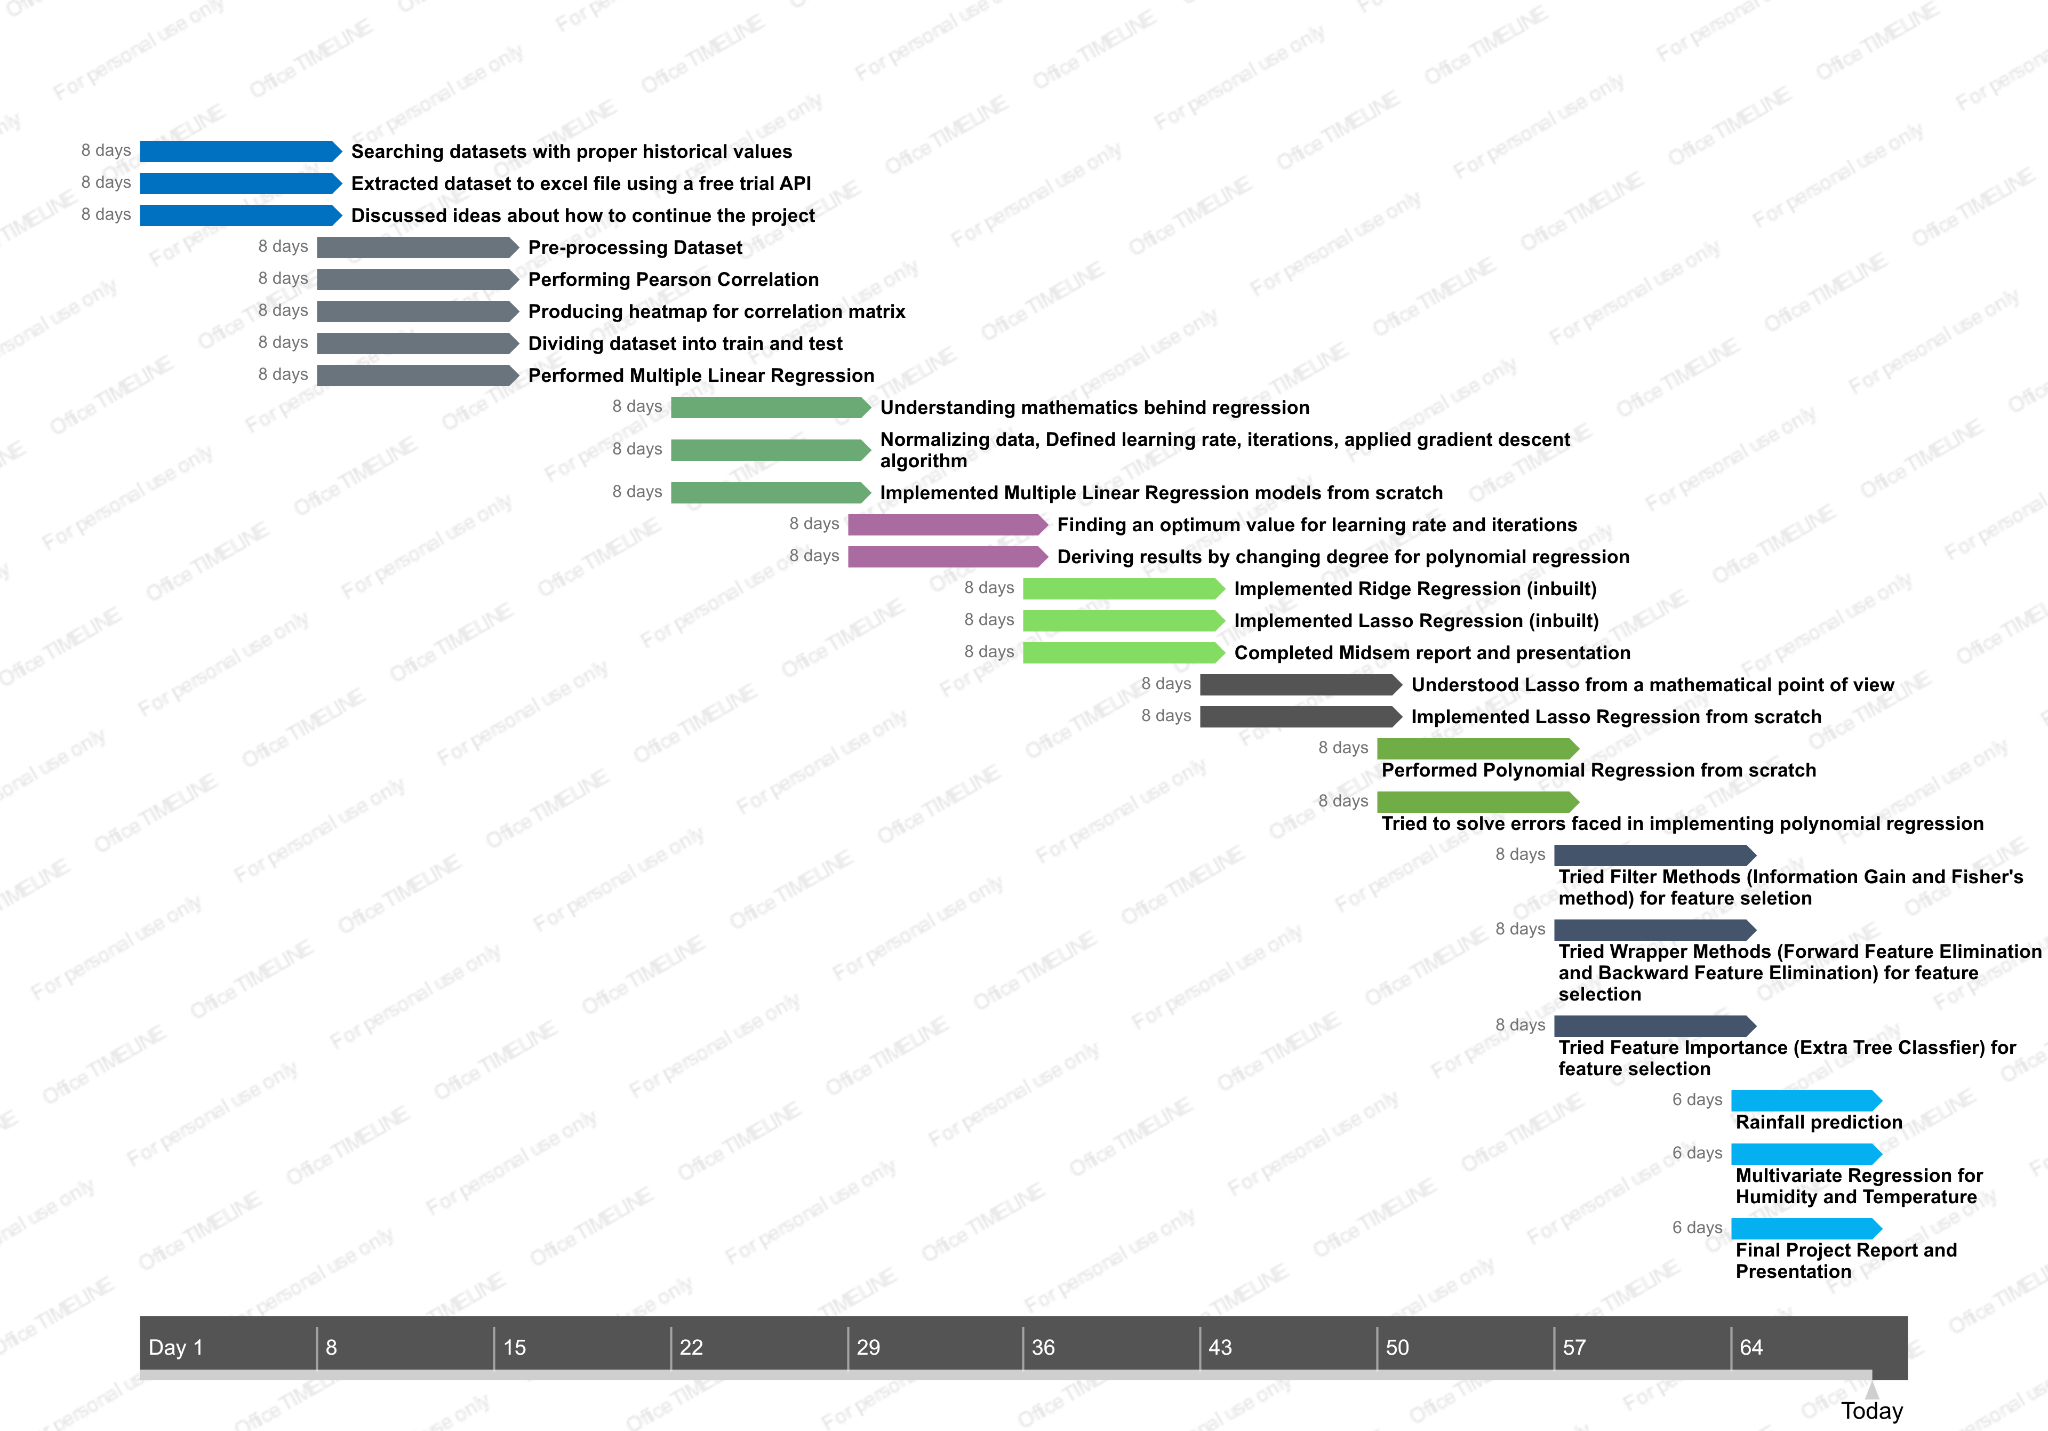 8 days Searching datasets with proper historical values
8 days Extracted dataset to excel file using a free trial API
8 days Discussed ideas about how to continue the project
8 days Pre-processing Dataset
8 days Performing Pearson Correlation
8 days Producing heatmap for correlation matrix
8 days Dividing dataset into train and test
8 days Performed Multiple Linear Regression
8 days Understanding mathematics behind regression
8 days Normalizing data, Defined learning rate, iterations, applied gradient descent
algorithm
8 days Implemented Multiple Linear Regression models from scratch
8 days Finding an optimum value for learning rate and iterations
8 days Deriving results by changing degree for polynomial regression
8 days Implemented Ridge Regression (inbuilt)
8 days Implemented Lasso Regression (inbuilt)
8 days Completed Midsem report and presentation
8 days Understood Lasso from a mathematical point of view
8 days Implemented Lasso Regression from scratch
8 days
Performed Polynomial Regression from scratch
8 days
Tried to solve errors faced in implementing polynomial regression
8 days
Tried Filter Methods (Information Gain and Fisher's
method) for feature seletion
8 days
Tried Wrapper Methods (Forward Feature Elimination
and Backward Feature Elimination) for feature
selection
8 days
Tried Feature Importance (Extra Tree Classfier) for
feature selection
6 days
Rainfall prediction
6 days
Multivariate Regression for
Humidity and Temperature
6 days
Final Project Report and
Presentation
Day 1 8 15 22 29 36 43 50 57 64
Today
For personal use only
Office TIMELINE